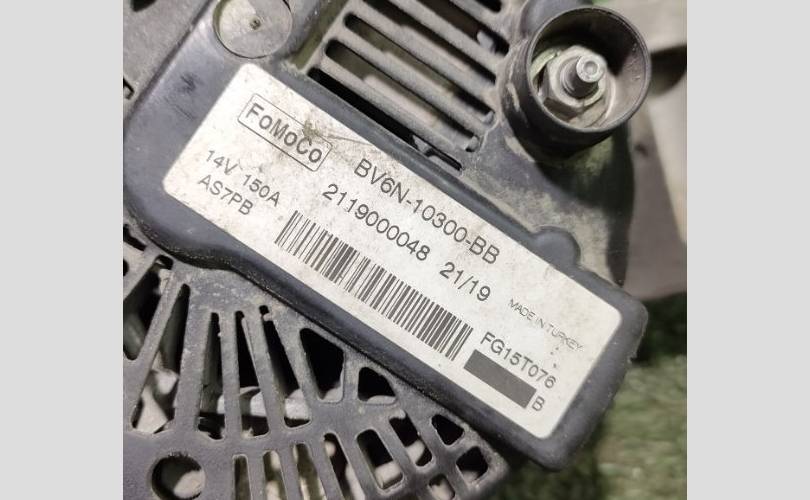 FoMoCo
BV6N-10300-BB
14V 150A
2119000048 21/19
AS7PB
MADE IN TURKEY
FG15T076
B